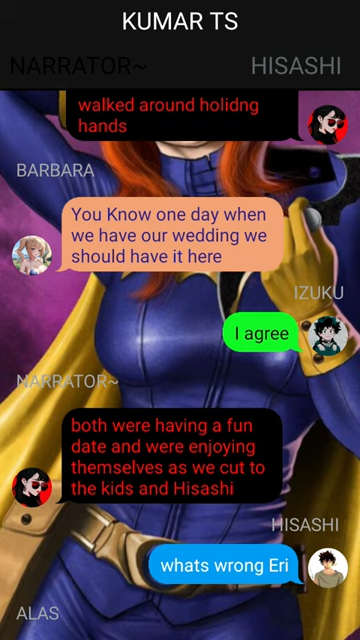 KUMAR TS
NARRATOR~
HISASHI
walked around holidng
hands
BARBARA
You Know one day when
we have our wedding we
should have it here
IZUKU
I agree
NARRATOR~
both were having a fun
date and were enjoying
themselves as we cut to
the kids and Hisashi
HISASHI
whats wrong Eri
ALAS